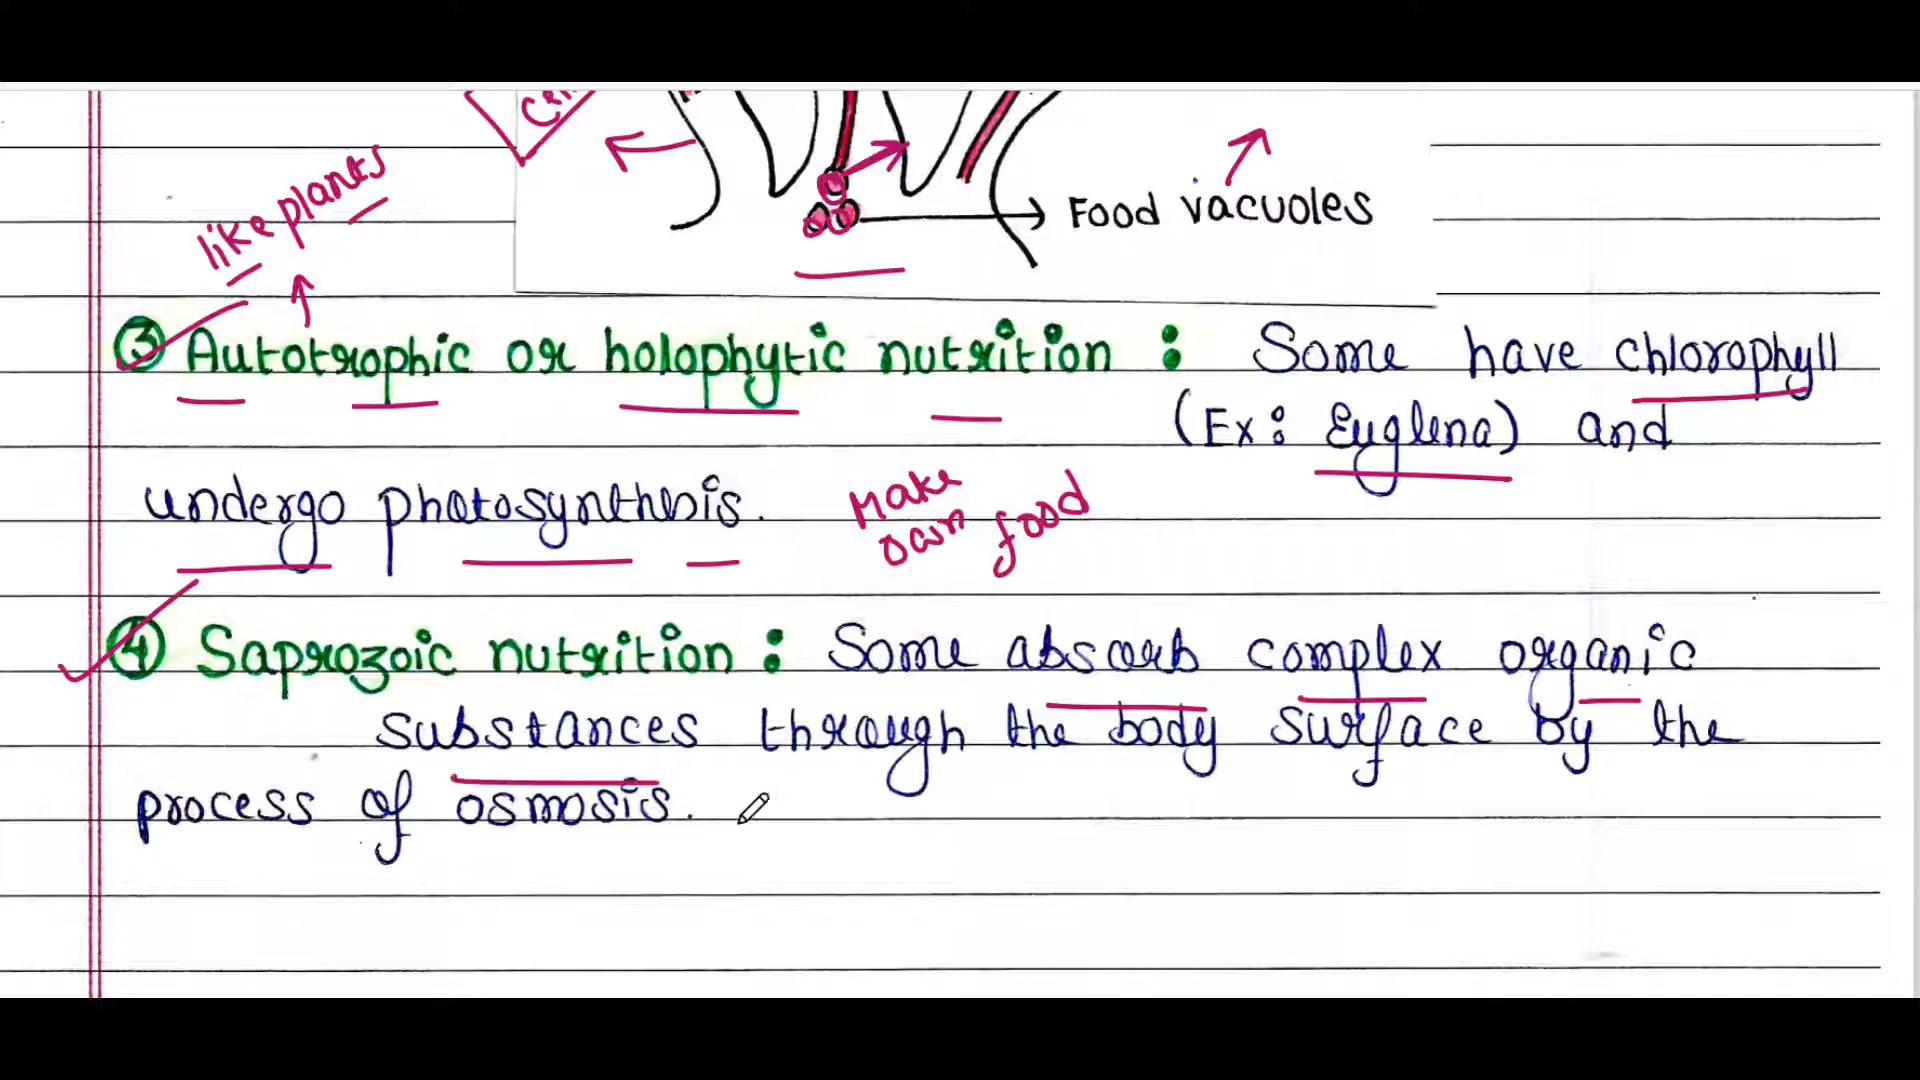 like plants
Food vacuoles
③ Autotrophic or holophytic nutrition : Some have chlorophyll
(Ex: Euglena) and
undergo photosynthesis.
Make
own food
④ Saprozoic nutrition : Some absorb complex organic
substances through the body surface by the
process of osmosis.